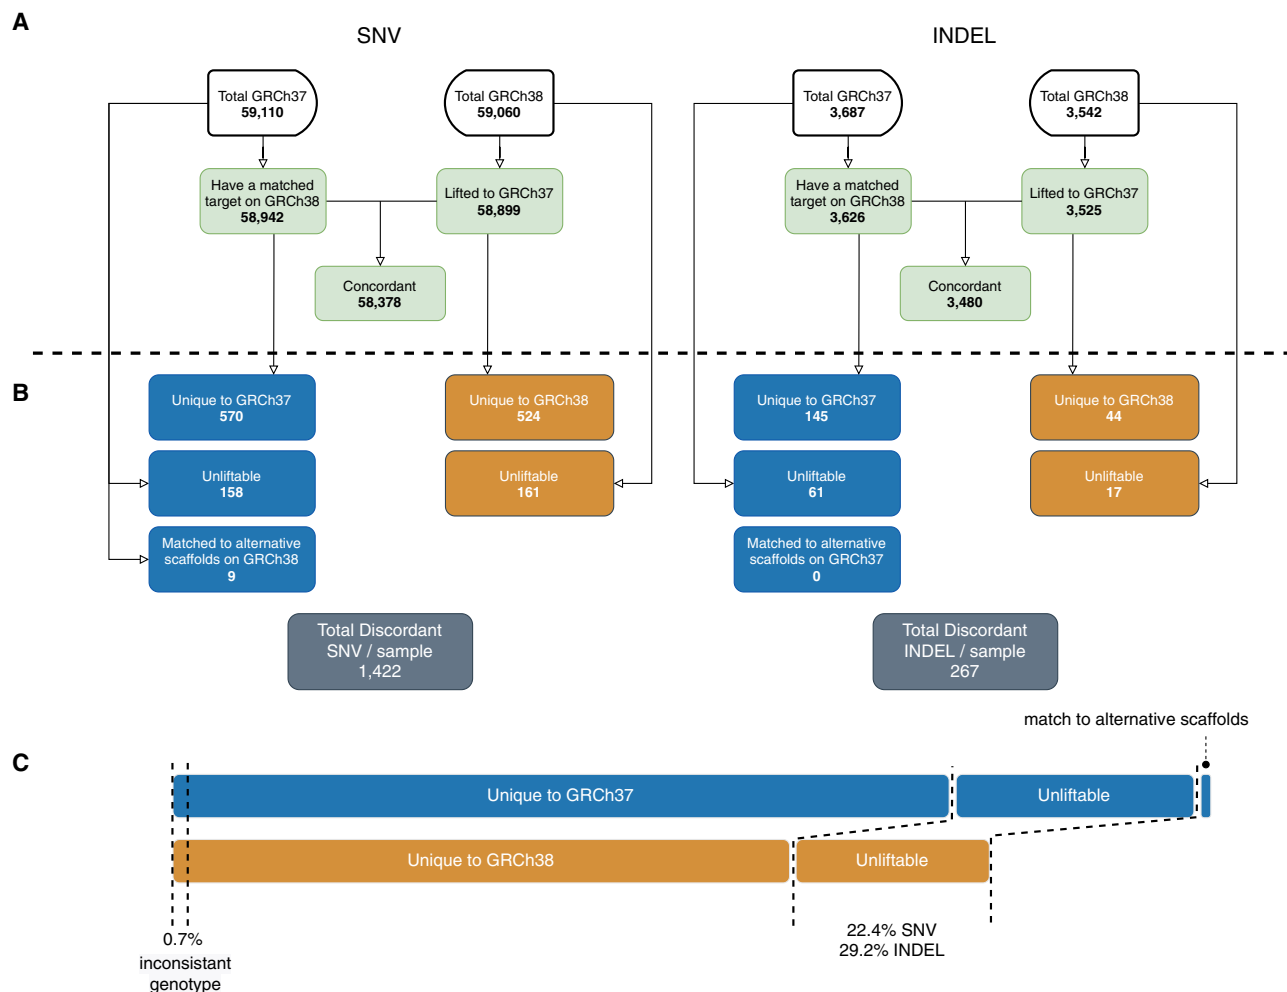 A
SNV
INDEL
Total GRCh37
59,110
Total GRCh38
59,060
Total GRCh37
3,687
Total GRCh38
3,542
Have a matched
target on GRCh38
58,942
Lifted to GRCh37
58,899
Have a matched
target on GRCh38
3,626
Lifted to GRCh37
3,525
Concordant
58,378
Concordant
3,480
B
Unique to GRCh37
570
Unique to GRCh38
524
Unique to GRCh37
145
Unique to GRCh38
44
Unliftable
158
Unliftable
161
Unliftable
61
Unliftable
17
Matched to alternative
scaffolds on GRCh38
9
Matched to alternative
scaffolds on GRCh37
0
Total Discordant
SNV / sample
1,422
Total Discordant
INDEL / sample
267
match to alternative scaffolds
C
Unique to GRCh37
Unliftable
Unique to GRCh38
Unliftable
0.7%
inconsistant
genotype
22.4% SNV
29.2% INDEL